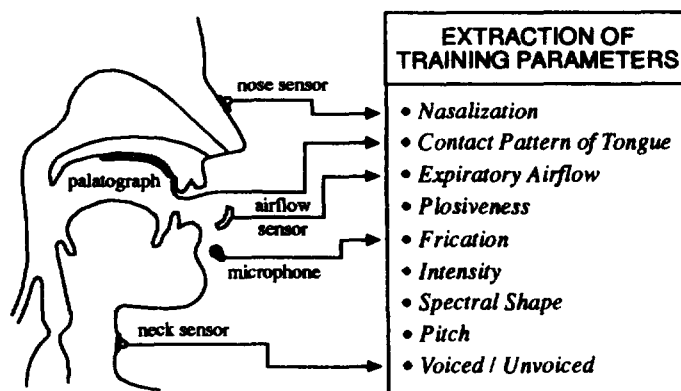 EXTRACTION OF
TRAINING PARAMETERS
nose sensor
palatograph
airflow
sensor
microphone
neck sensor
• Nasalization
• Contact Pattern of Tongue
• Expiratory Airflow
• Plosiveness
• Frication
• Intensity
• Spectral Shape
• Pitch
• Voiced / Unvoiced